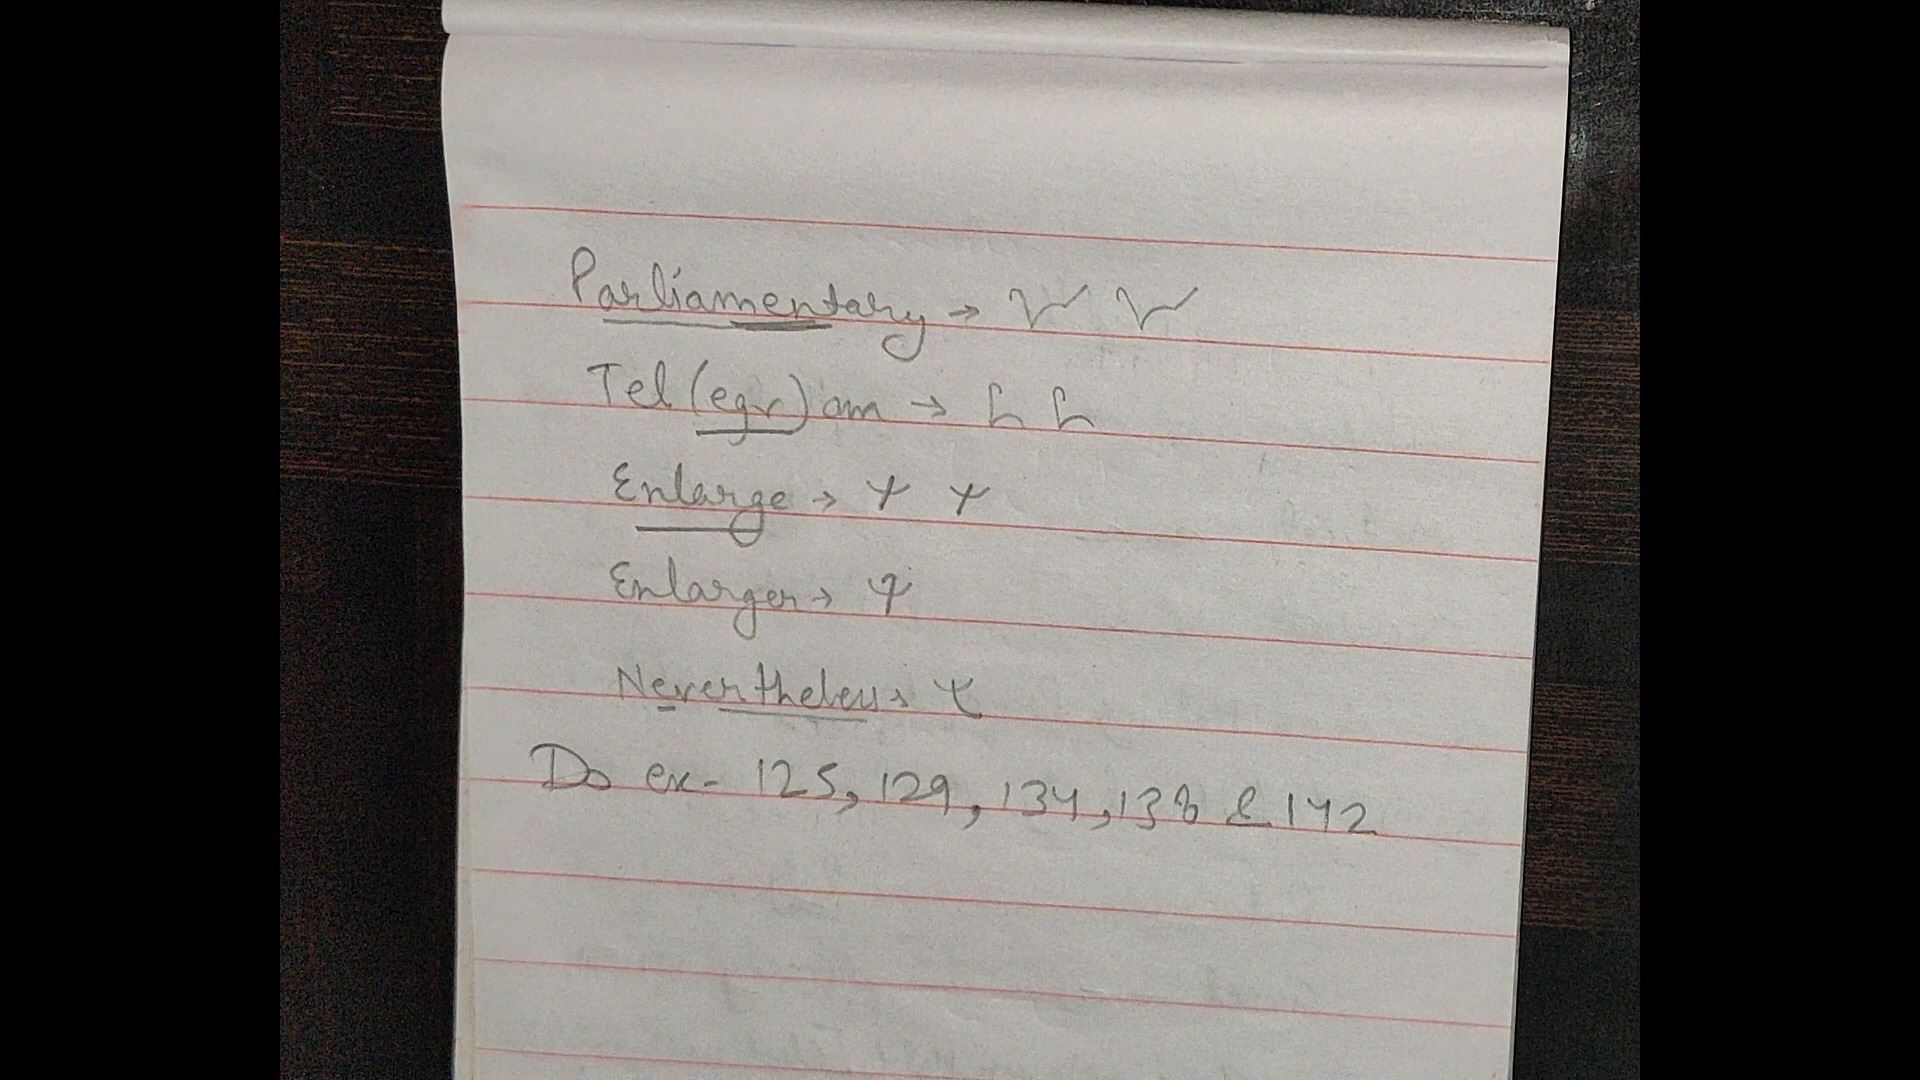 Parliamentary →
Tel(egr)am →
Enlarge →
Enlarger →
Nevertheless →
Do ex- 125, 129, 134, 138 & 142